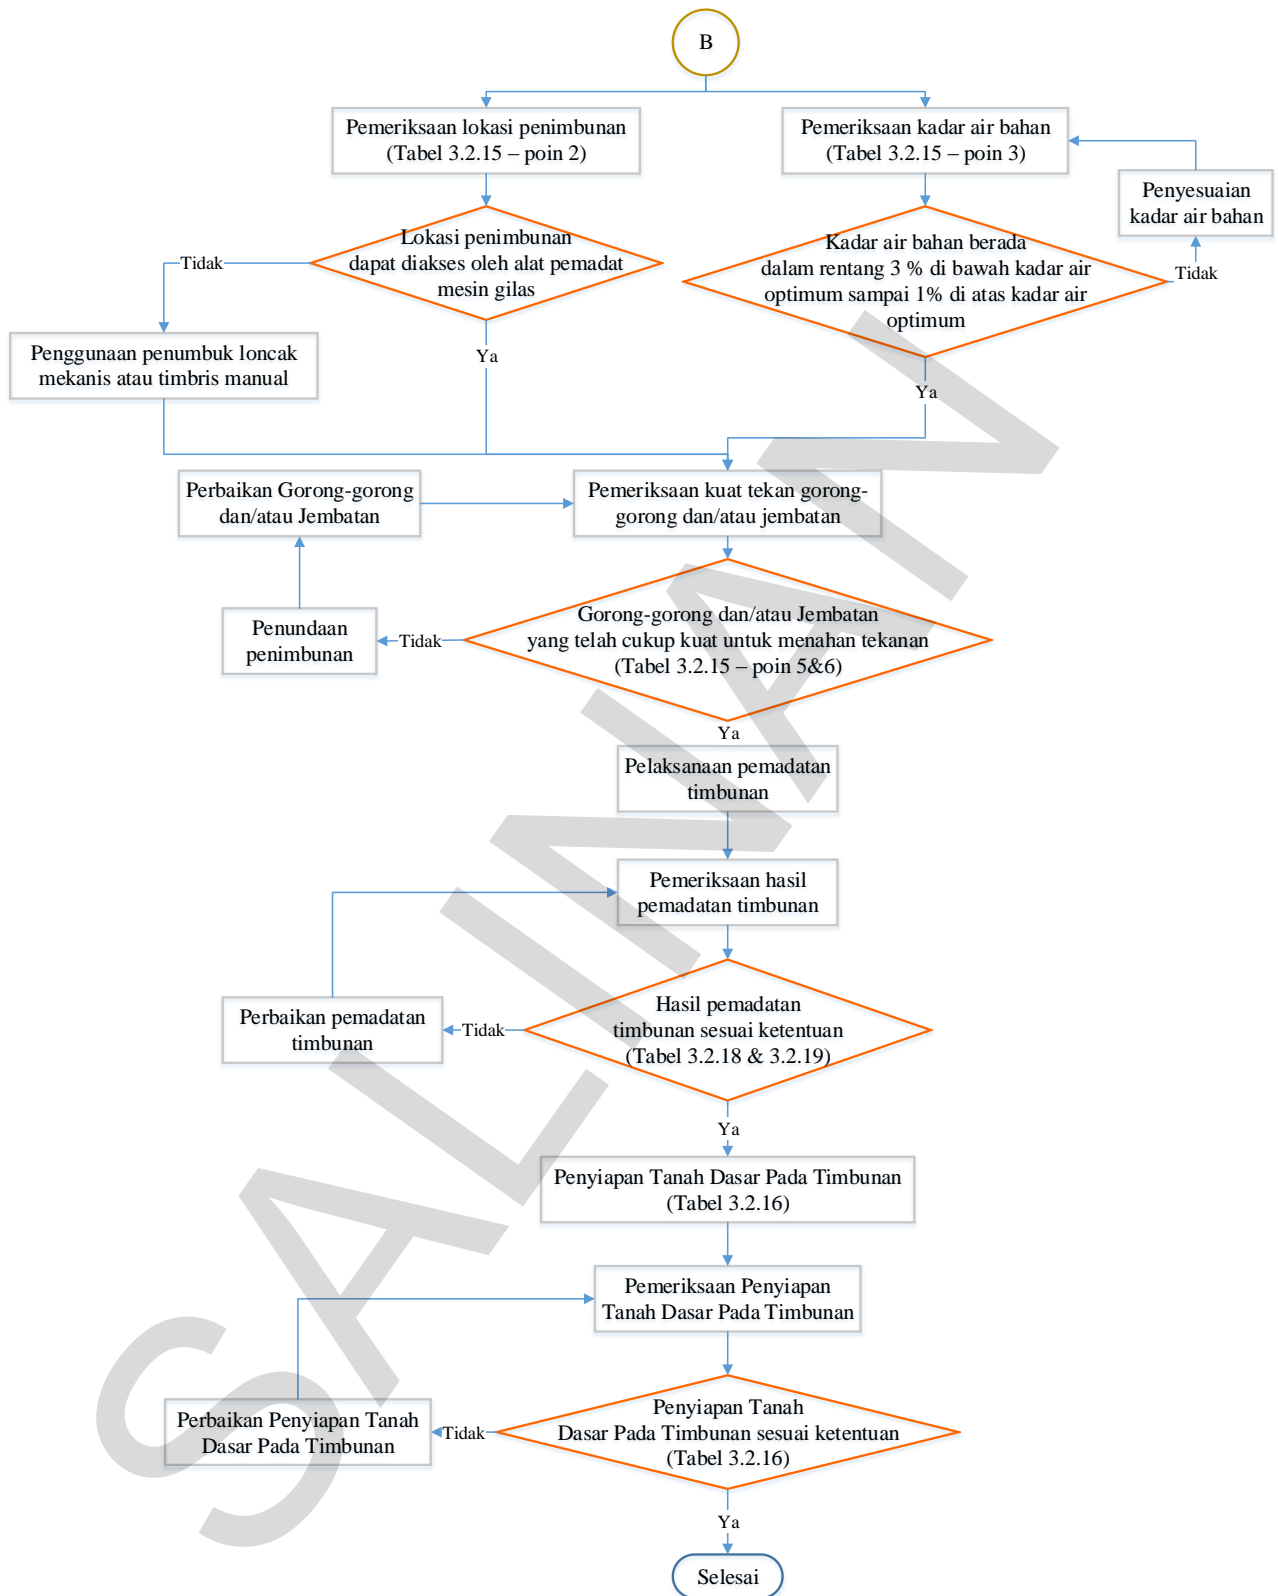 B
Pemeriksaan lokasi penimbunan
(Tabel 3.2.15 – poin 2)
Pemeriksaan kadar air bahan
(Tabel 3.2.15 – poin 3)
Penyesuaian
kadar air bahan
Lokasi penimbunan
dapat diakses oleh alat pemadat
mesin gilas
Tidak
Kadar air bahan berada
dalam rentang 3 % di bawah kadar air
optimum sampai 1% di atas kadar air
optimum
Tidak
Penggunaan penumbuk loncak
mekanis atau timbris manual
Ya
Ya
Perbaikan Gorong-gorong
dan/atau Jembatan
Pemeriksaan kuat tekan gorong-
gorong dan/atau jembatan
Penundaan
penimbunan
Tidak
Gorong-gorong dan/atau Jembatan
yang telah cukup kuat untuk menahan tekanan
(Tabel 3.2.15 – poin 5&6)
Ya
Pelaksanaan pemadatan
timbunan
Pemeriksaan hasil
pemadatan timbunan
Perbaikan pemadatan
timbunan
Tidak
Hasil pemadatan
timbunan sesuai ketentuan
(Tabel 3.2.18 & 3.2.19)
Ya
Penyiapan Tanah Dasar Pada Timbunan
(Tabel 3.2.16)
Pemeriksaan Penyiapan
Tanah Dasar Pada Timbunan
Perbaikan Penyiapan Tanah
Dasar Pada Timbunan
Tidak
Penyiapan Tanah
Dasar Pada Timbunan sesuai ketentuan
(Tabel 3.2.16)
Ya
Selesai
SALINAN